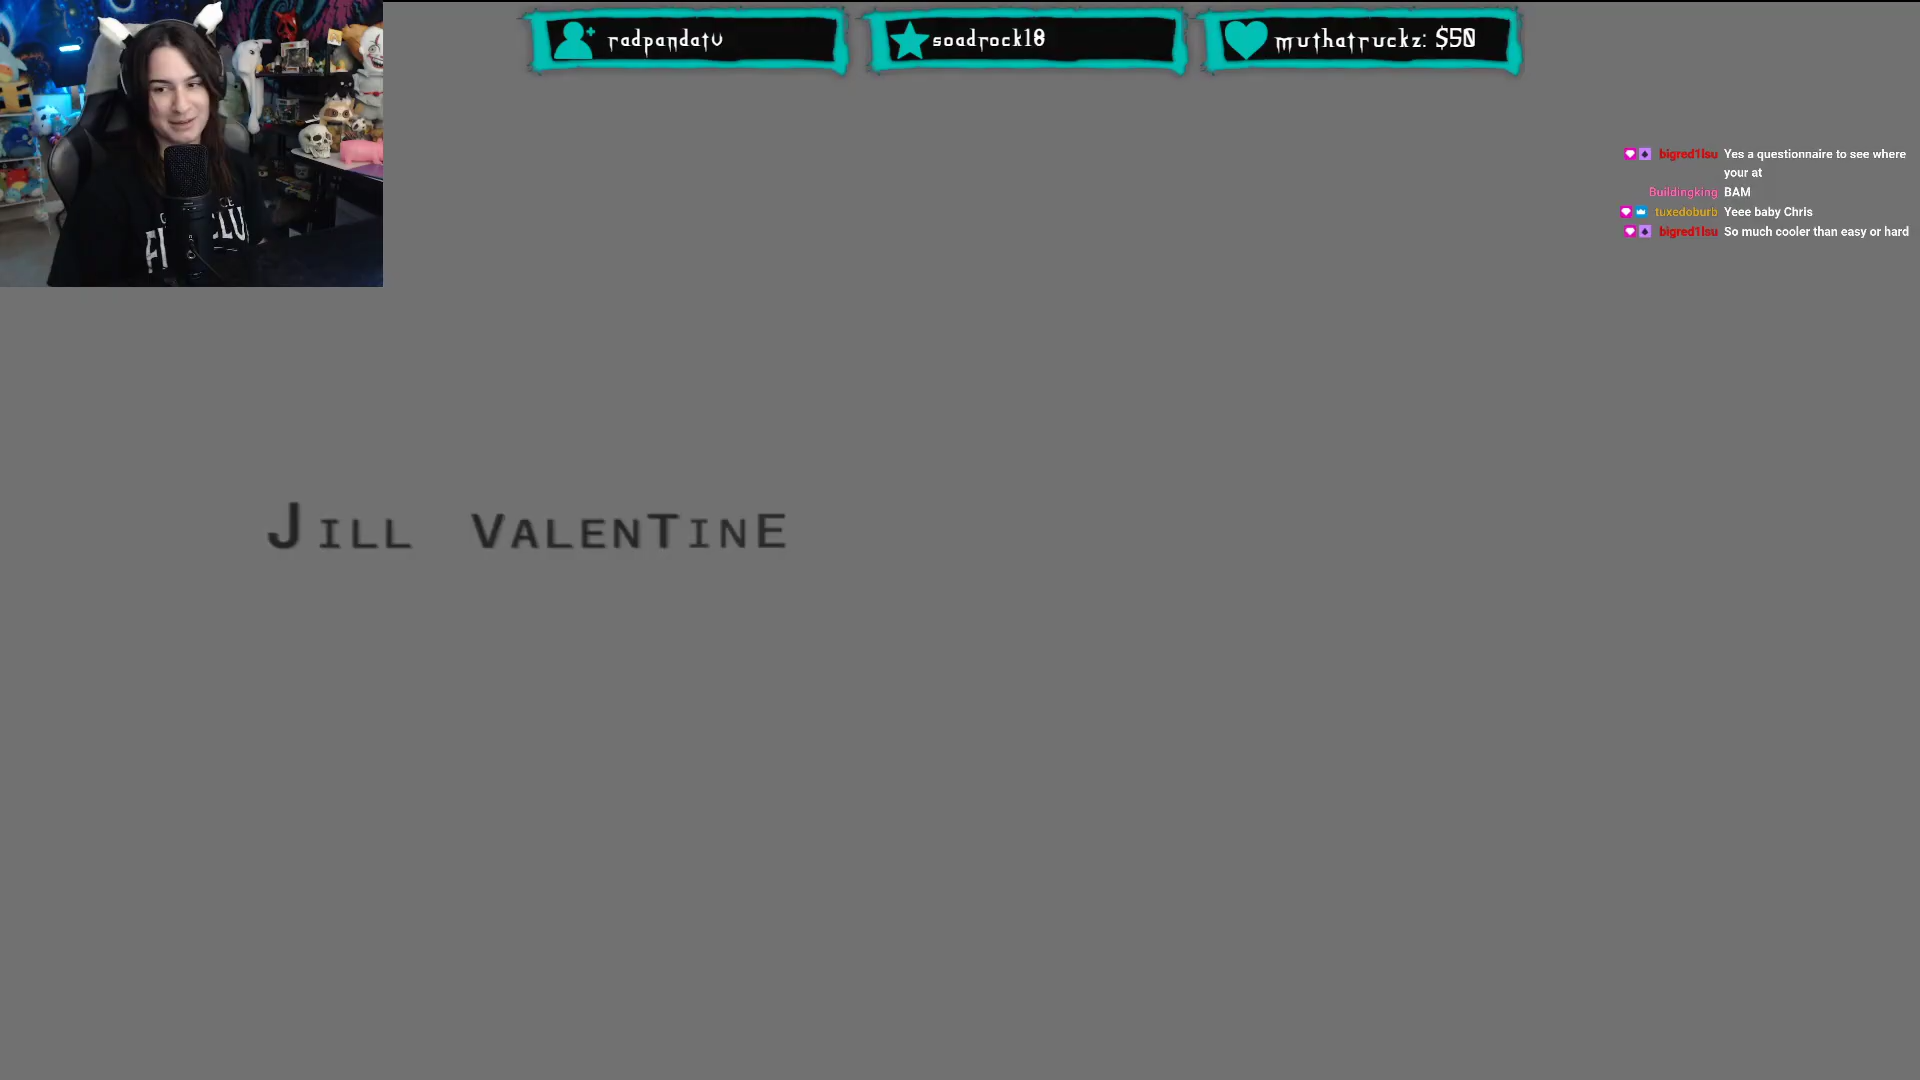 radpandatv
soadrock18
muthatruckz: $50
bigred1lsu Yes a questionnaire to see where
your at
Buildingking BAM
tuxedoburb Yeee baby Chris
bigred1lsu So much cooler than easy or hard
JILL VALENTINE